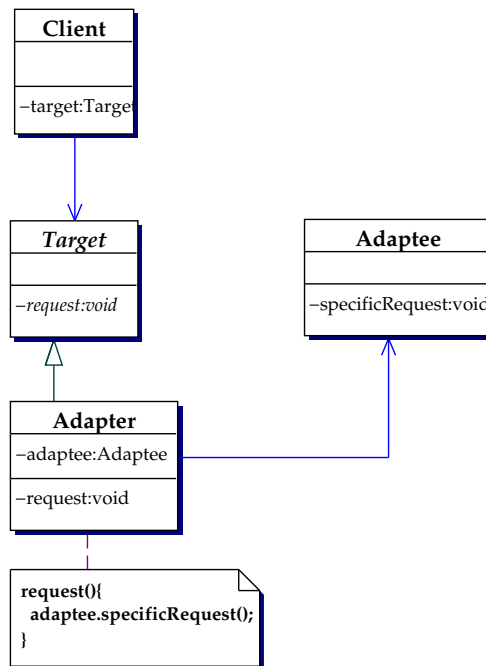 Client
−target:Target
Target
−request:void
Adaptee
−specificRequest:void
Adapter
−adaptee:Adaptee
−request:void
request(){
adaptee.specificRequest();
}